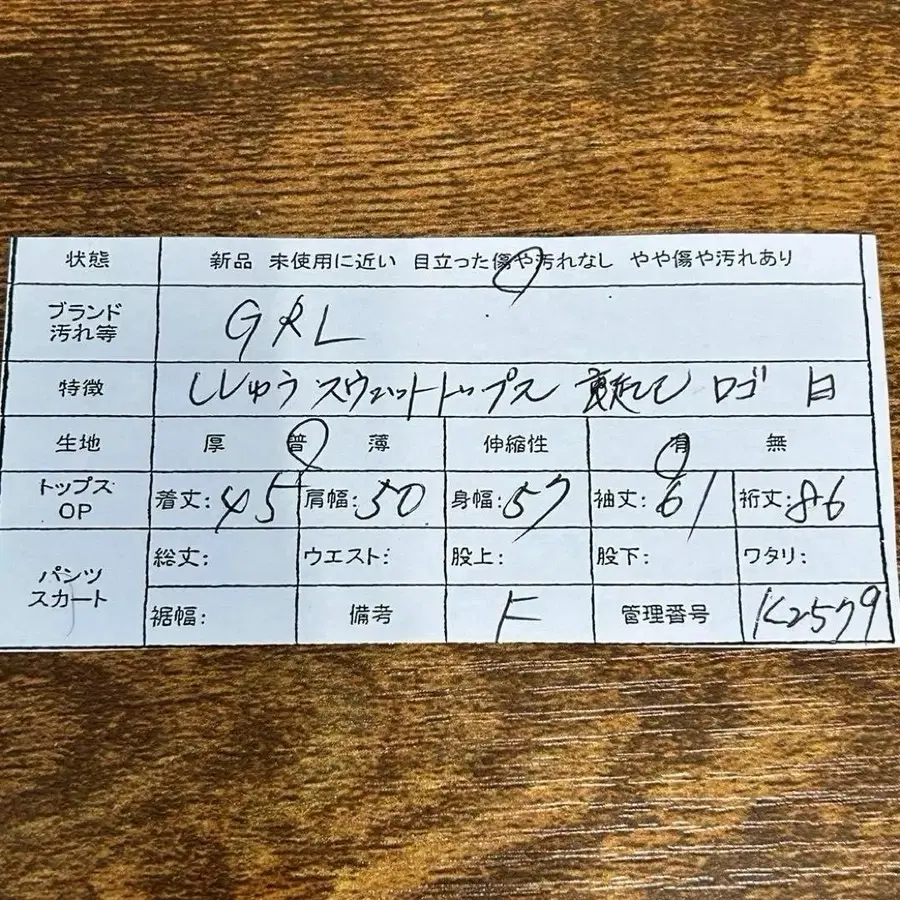 状態 新品 未使用に近い 目立った傷や汚れなし やや傷や汚れあり
ブランド
汚れ等 GRL
特徴 ししゅう スウェットトップス ロゴ
生地 厚 普 薄 伸縮性 有 無
トップス
OP 着丈:45 肩幅:50 身幅:57 袖丈:61 裄丈:86
パンツ
スカート 総丈: ウエスト: 股上: 股下: ワタリ:
裾幅: 備考 F 管理番号 K2579